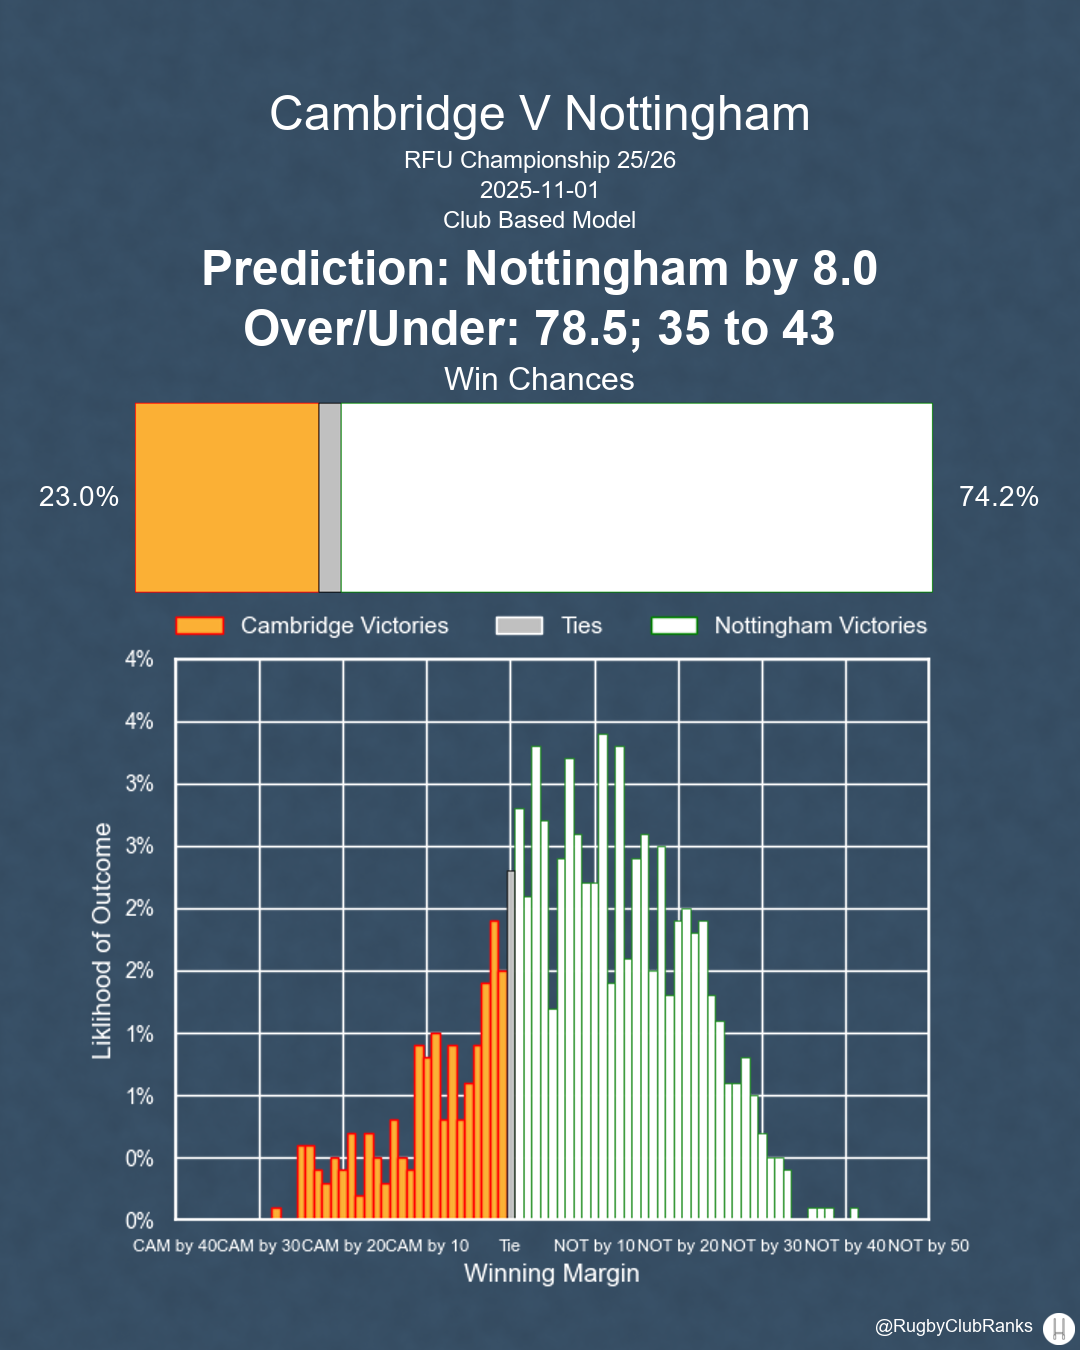 Cambridge V Nottingham
RFU Championship 25/26
2025-11-01
Club Based Model
Prediction: Nottingham by 8.0
Over/Under: 78.5; 35 to 43
Win Chances
23.0%
74.2%
Cambridge Victories
Ties
Nottingham Victories
4%
4%
3%
3%
2%
2%
1%
1%
0%
0%
Liklihood of Outcome
CAM by 40 CAM by 30 CAM by 20 CAM by 10 Tie NOT by 10 NOT by 20 NOT by 30 NOT by 40 NOT by 50
Winning Margin
@RugbyClubRanks